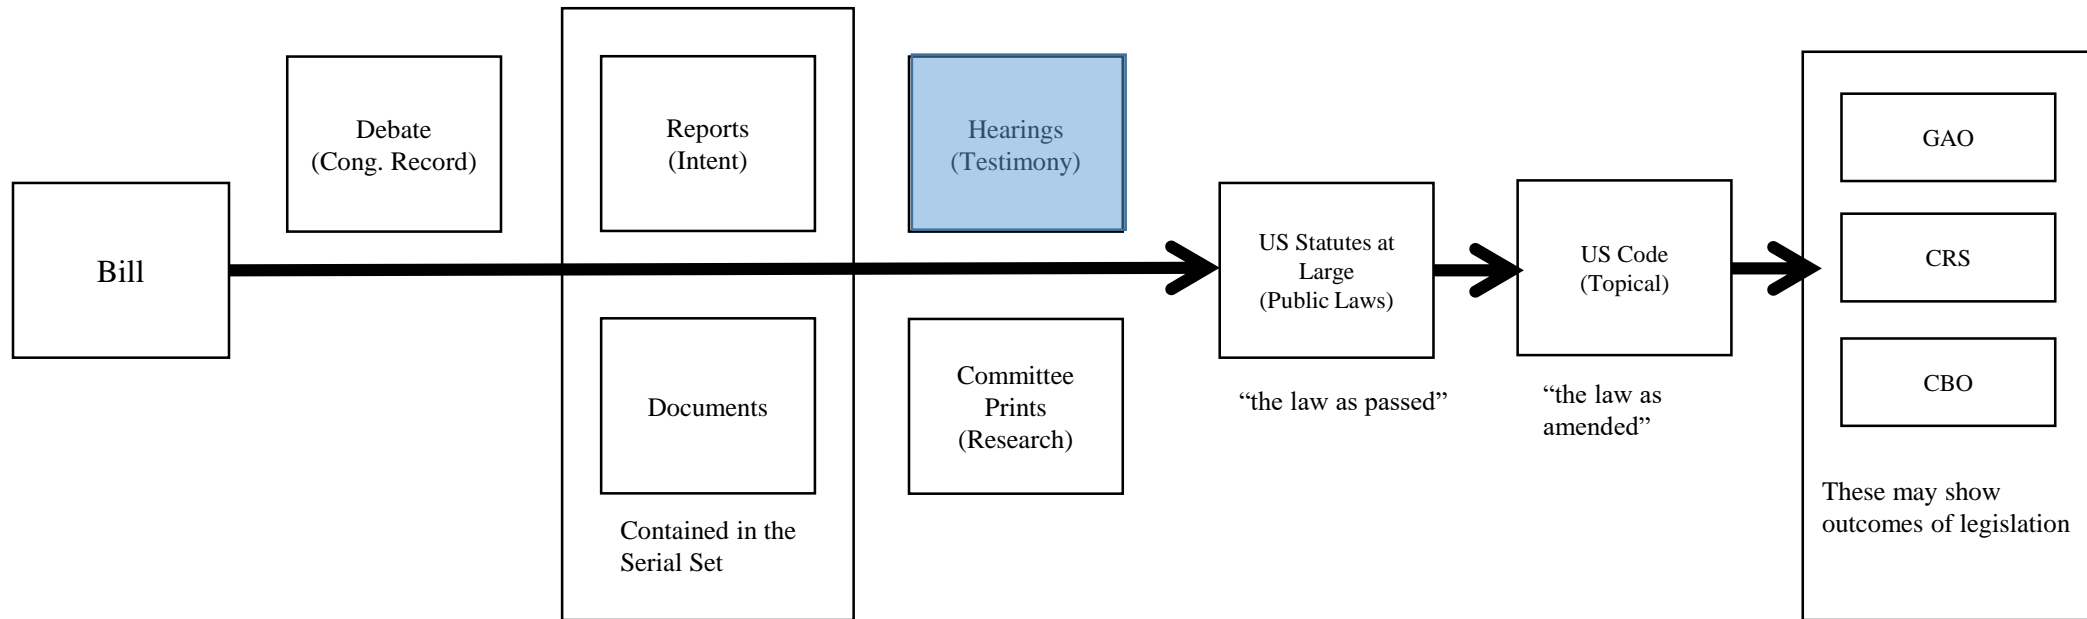 Bill
Debate
(Cong. Record)
Reports
(Intent)
Documents
Contained in the
Serial Set
Hearings
(Testimony)
Committee
Prints
(Research)
US Statutes at
Large
(Public Laws)
“the law as passed”
US Code
(Topical)
“the law as
amended”
GAO
CRS
CBO
These may show
outcomes of legislation